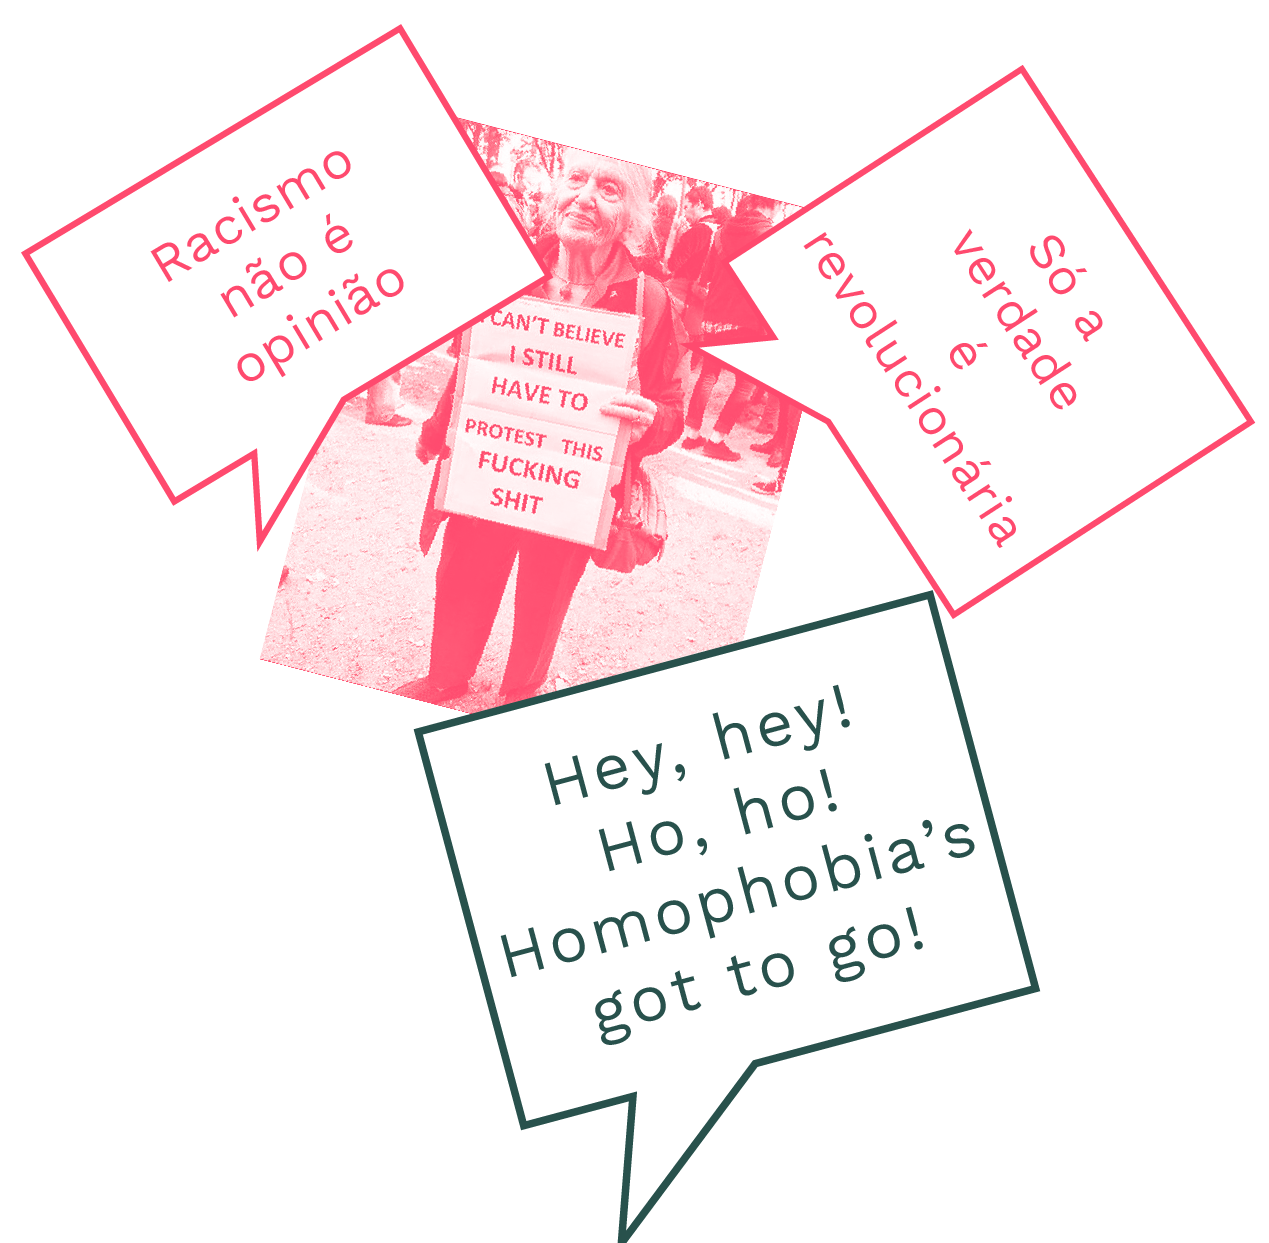 Racismo
não é
opinião
Só a
verdade
é
revolucionária
CAN'T BELIEVE
I STILL
HAVE TO
PROTEST THIS
FUCKING
SHIT
Hey, hey!
Ho, ho!
Homophobia’s
got to go!